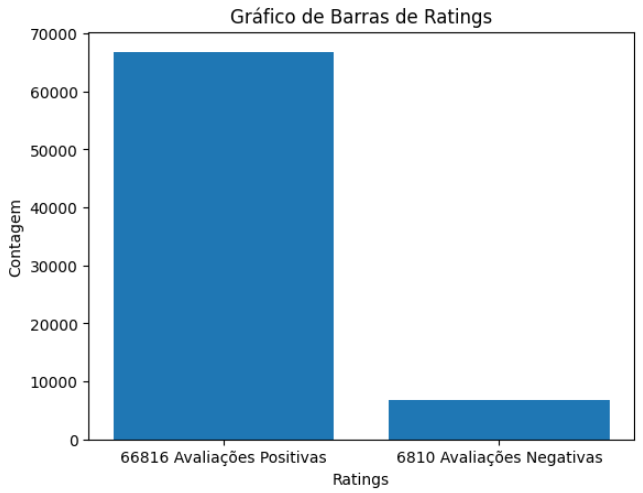 Gráfico de Barras de Ratings
70000
60000
50000
40000
30000
20000
10000
0
Contagem
66816 Avaliações Positivas
6810 Avaliações Negativas
Ratings